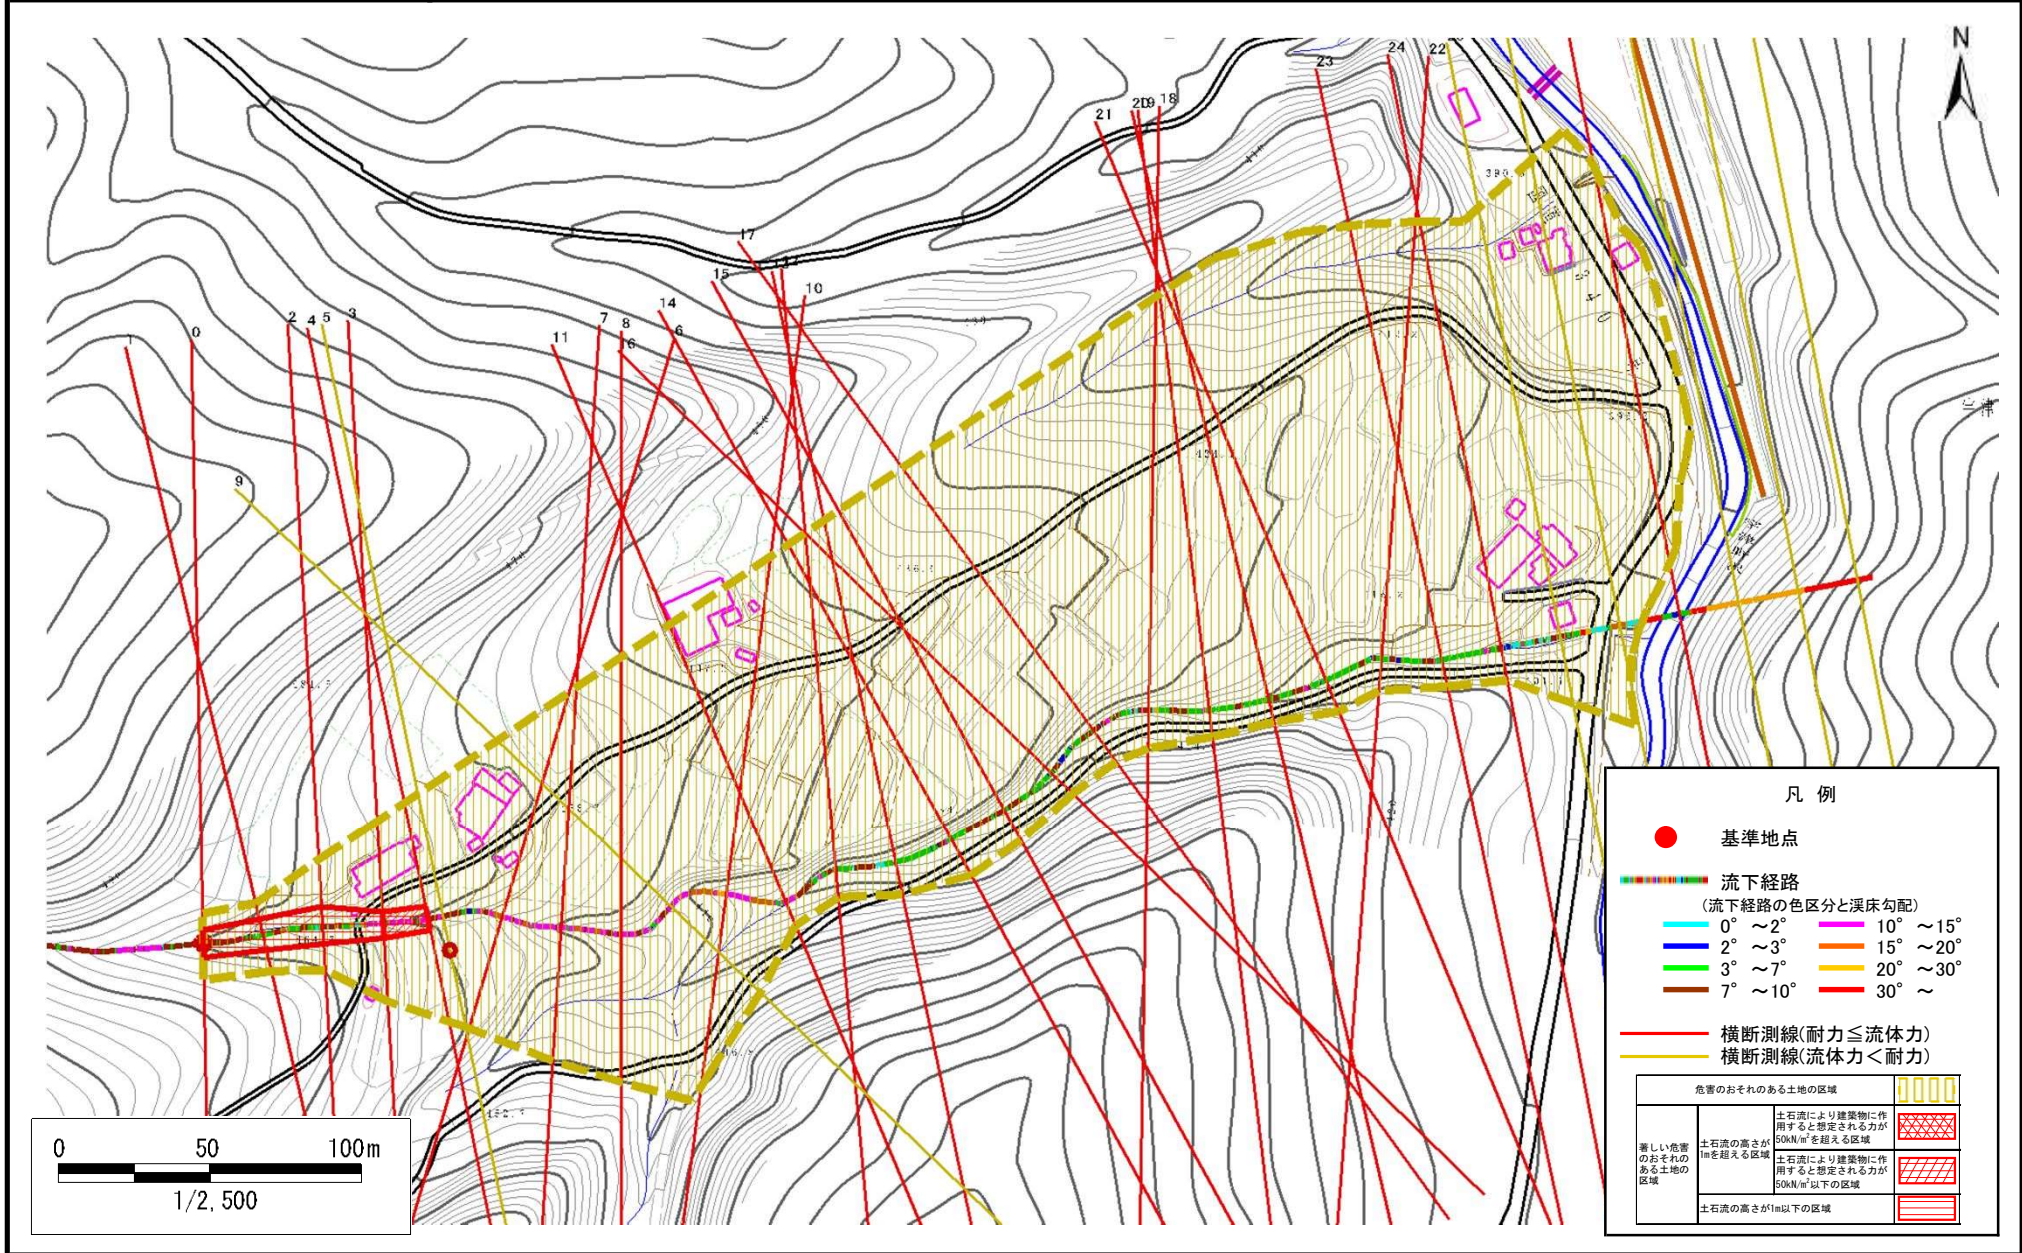 N
24
22
23
20
19
18
21
17
15
10
14
7
8
6
16
11
2
4
5
3
1
0
9
凡 例
基準地点
流下経路
(流下経路の色区分と渓床勾配)
0° ～2°
10° ～15°
2° ～3°
15° ～20°
3° ～7°
20° ～30°
7° ～10°
30° ～
横断測線(耐力≦流体力)
横断測線(流体力＜耐力)
危害のおそれのある土地の区域
著しい危害
のおそれの
ある土地の
区域
土石流の高さが
1mを超える区域
土石流により建築物に作
用すると想定される力が
50kN/m²を超える区域
土石流により建築物に作
用すると想定される力が
50kN/m²以下の区域
土石流の高さが1m以下の区域
0 50 100m
1/2,500